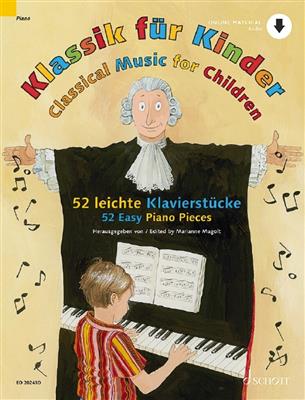 Piano
ONLINE MATERIAL
Audio
Klassik für Kinder
Classical Music for Children
52 leichte Klavierstücke
52 Easy Piano Pieces
Herausgegeben von / Edited by Marianne Magolt
ED 20243D
SCHOTT